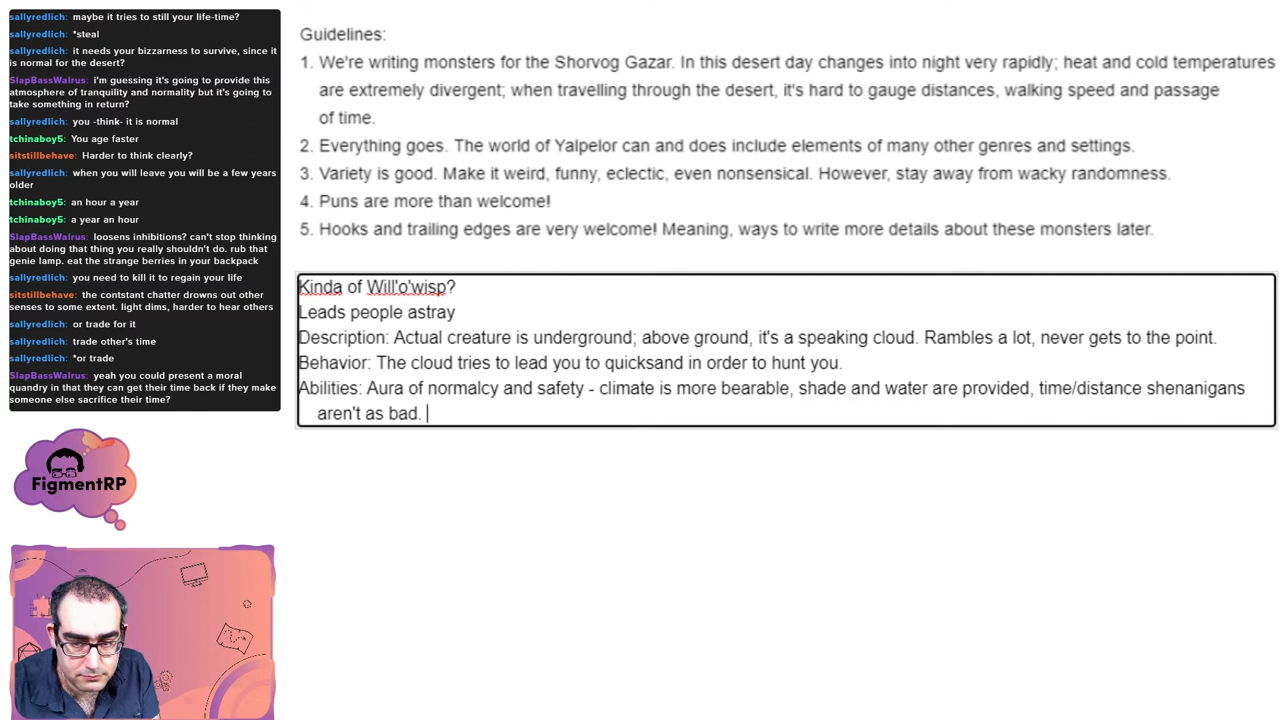 sallyredlich: maybe it tries to still your life-time?
sallyredlich: *steal
sallyredlich: it needs your bizzarness to survive, since it
is normal for the desert?
SlapBassWalrus: i'm guessing it's going to provide this
atmosphere of tranquility and normality but it's going to
take something in return?
sallyredlich: you -think- it is normal
tchinaboy5: You age faster
sitstillbehave: Harder to think clearly?
sallyredlich: when you will leave you will be a few years
older
tchinaboy5: an hour a year
tchinaboy5: a year an hour
SlapBassWalrus: loosens inhibitions? can't stop thinking
about doing that thing you really shouldn't do. rub that
genie lamp. eat the strange berries in your backpack
sallyredlich: you need to kill it to regain your life
sitstillbehave: the contstant chatter drowns out other
senses to some extent. light dims, harder to hear others
sallyredlich: or trade for it
sallyredlich: trade other's time
sallyredlich: *or trade
SlapBassWalrus: yeah you could present a moral
quandry in that they can get their time back if they make
someone else sacrifice their time?
FigmentRP
Guidelines:
1. We're writing monsters for the Shorvog Gazar. In this desert day changes into night very rapidly; heat and cold temperatures
are extremely divergent; when travelling through the desert, it's hard to gauge distances, walking speed and passage
of time.
2. Everything goes. The world of Yalpelor can and does include elements of many other genres and settings.
3. Variety is good. Make it weird, funny, eclectic, even nonsensical. However, stay away from wacky randomness.
4. Puns are more than welcome!
5. Hooks and trailing edges are very welcome! Meaning, ways to write more details about these monsters later.
Kinda of Will'o'wisp?
Leads people astray
Description: Actual creature is underground; above ground, it's a speaking cloud. Rambles a lot, never gets to the point.
Behavior: The cloud tries to lead you to quicksand in order to hunt you.
Abilities: Aura of normalcy and safety - climate is more bearable, shade and water are provided, time/distance shenanigans
aren't as bad.